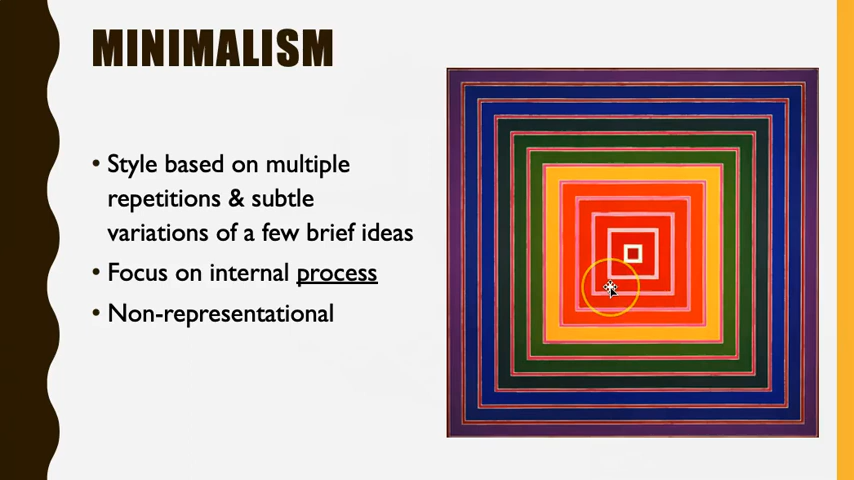 MINIMALISM
• Style based on multiple
repetitions & subtle
variations of a few brief ideas
• Focus on internal process
• Non-representational